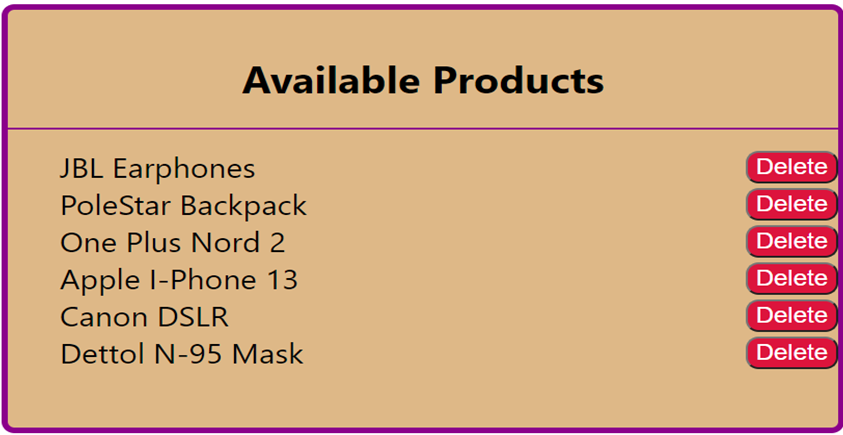 Available Products
JBL Earphones Delete
PoleStar Backpack Delete
One Plus Nord 2 Delete
Apple I-Phone 13 Delete
Canon DSLR Delete
Dettol N-95 Mask Delete